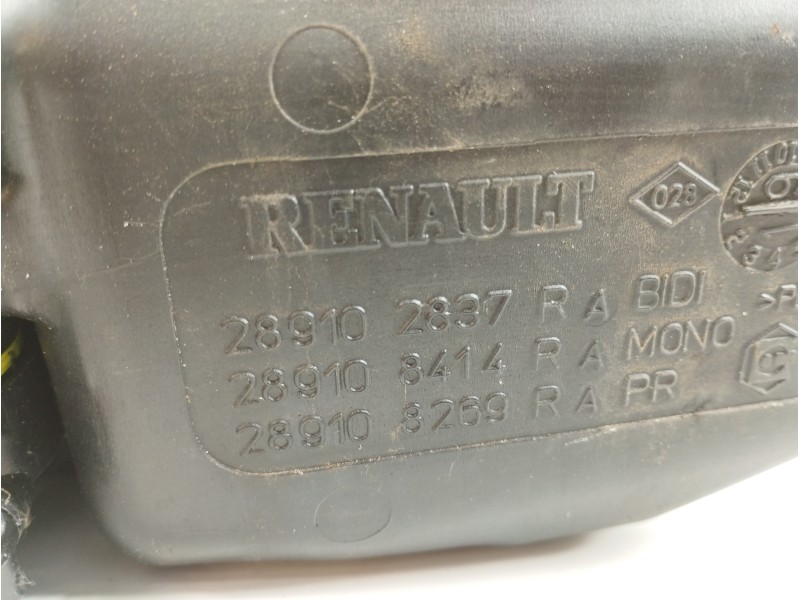 RENAULT
028
28910 2837 R A BIDI
28910 8414 R A MONO
28910 8269 R A PR
>P